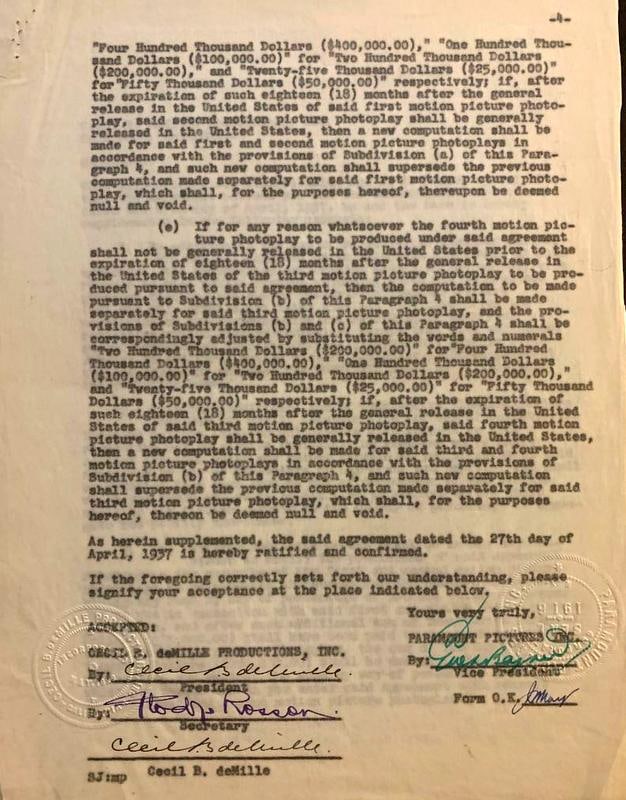 -4-
"Four Hundred Thousand Dollars ($400,000.00)," "One Hundred Thou-
sand Dollars ($100,000.00)" for "Two Hundred Thousand Dollars
($200,000.00)," and "Twenty-five Thousand Dollars ($25,000.00)"
for "Fifty Thousand Dollars ($50,000.00)" respectively; if, after
the expiration of such eighteen (18) months after the general
release in the United States of said first motion picture photo-
play, said second motion picture photoplay shall be generally
released in the United States, then a new computation shall be
made for said first and second motion picture photoplays in
accordance with the provisions of Subdivision (a) of this Para-
graph 4, and such new computation shall supersede the previous
computation made separately for said first motion picture photo-
play, which shall, for the purposes hereof, thereupon be deemed
null and void.
(e) If for any reason whatsoever the fourth motion pic-
ture photoplay to be produced under said agreement
shall not be generally released in the United States prior to the
expiration of eighteen (18) months after the general release in
the United States of the third motion picture photoplay to be pro-
duced pursuant to said agreement, then the computation to be made
pursuant to Subdivision (b) of this Paragraph 4 shall be made
separately for said third motion picture photoplay, and the pro-
visions of Subdivisions (b) and (c) of this Paragraph 4 shall be
correspondingly adjusted by substituting the words and numerals
"Two Hundred Thousand Dollars ($200,000.00)" for "Four Hundred
Thousand Dollars ($400,000.00)," "One Hundred Thousand Dollars
($100,000.00)" for "Two Hundred Thousand Dollars ($200,000.00),"
and "Twenty-five Thousand Dollars ($25,000.00)" for "Fifty Thousand
Dollars ($50,000.00)" respectively; if, after the expiration of
such eighteen (18) months after the general release in the United
States of said third motion picture photoplay, said fourth motion
picture photoplay shall be generally released in the United States,
then a new computation shall be made for said third and fourth
motion picture photoplays in accordance with the provisions of
Subdivision (b) of this Paragraph 4, and such new computation
shall supersede the previous computation made separately for said
third motion picture photoplay, which shall, for the purposes
hereof, thereon be deemed null and void.
As herein supplemented, the said agreement dated the 27th day of
April, 1937 is hereby ratified and confirmed.
If the foregoing correctly sets forth our understanding, please
signify your acceptance at the place indicated below.
Yours very truly,
ACCEPTED:
PARAMOUNT PICTURES INC.
By:
Vice President
Form O.K.
CECIL B. deMILLE PRODUCTIONS, INC.
By: Cecil B deMille.
President
By: Gladys Rosson.
Secretary
Cecil B deMille.
Cecil B. deMille
SJ:mp